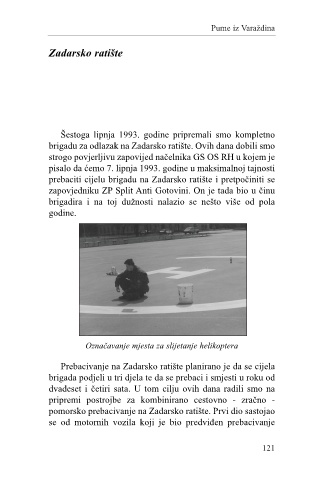 Pume iz Varaždina
Zadarsko ratište
Šestoga lipnja 1993. godine pripremali smo kompletno
brigadu za odlazak na Zadarsko ratište. Ovih dana dobili smo
strogo povjerljivu zapovijed načelnika GS OS RH u kojem je
pisalo da ćemo 7. lipnja 1993. godine u maksimalnoj tajnosti
prebaciti cijelu brigadu na Zadarsko ratište i pretpočiniti se
zapovjedniku ZP Split Anti Gotovini. On je tada bio u činu
brigadira i na toj dužnosti nalazio se nešto više od pola
godine.
Označavanje mjesta za slijetanje helikoptera
Prebacivanje na Zadarsko ratište planirano je da se cijela
brigada podjeli u tri djela te da se prebaci i smjesti u roku od
dvadeset i četiri sata. U tom cilju ovih dana radili smo na
pripremi postrojbe za kombinirano cestovno - zračno -
pomorsko prebacivanje na Zadarsko ratište. Prvi dio sastojao
se od motornih vozila koji je bio predviđen prebacivanje
121